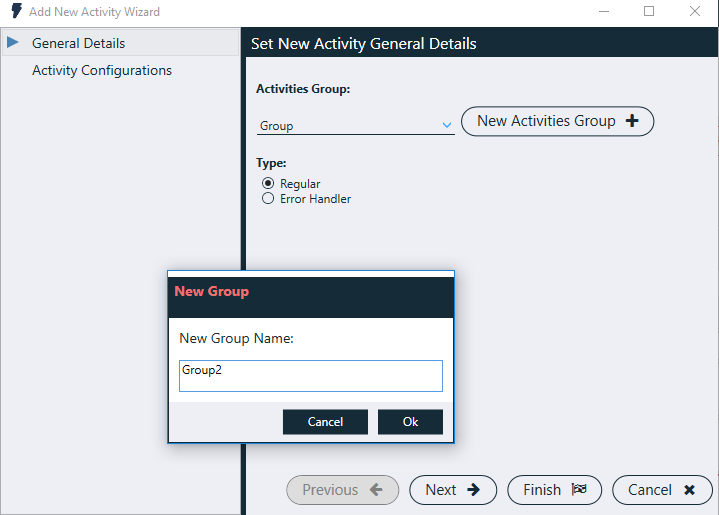 Add New Activity Wizard
General Details
Activity Configurations
Set New Activity General Details
Activities Group:
Group
New Activities Group
Type:
Regular
Error Handler
New Group
New Group Name:
Group2
Cancel
Ok
Previous
Next
Finish
Cancel